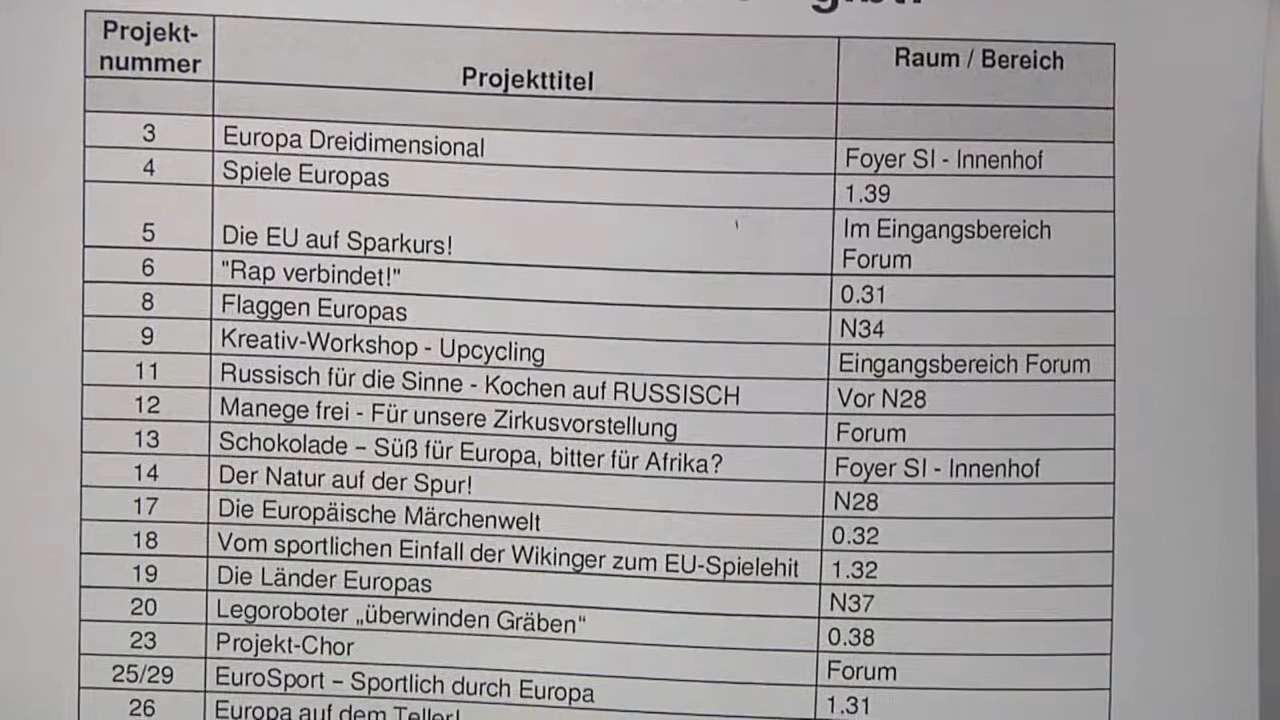 Projekt-nummer Projekttitel Raum / Bereich
3 Europa Dreidimensional Foyer SI - Innenhof
4 Spiele Europas 1.39
5 Die EU auf Sparkurs! Im Eingangsbereich Forum
6 "Rap verbindet!" 0.31
8 Flaggen Europas N34
9 Kreativ-Workshop - Upcycling Eingangsbereich Forum
11 Russisch für die Sinne - Kochen auf RUSSISCH Vor N28
12 Manege frei - Für unsere Zirkusvorstellung Forum
13 Schokolade – Süß für Europa, bitter für Afrika? Foyer SI - Innenhof
14 Der Natur auf der Spur! N28
17 Die Europäische Märchenwelt 0.32
18 Vom sportlichen Einfall der Wikinger zum EU-Spielehit 1.32
19 Die Länder Europas N37
20 Legoroboter „überwinden Gräben“ 0.38
23 Projekt-Chor Forum
25/29 EuroSport – Sportlich durch Europa 1.31
26 Europa auf dem Teller!